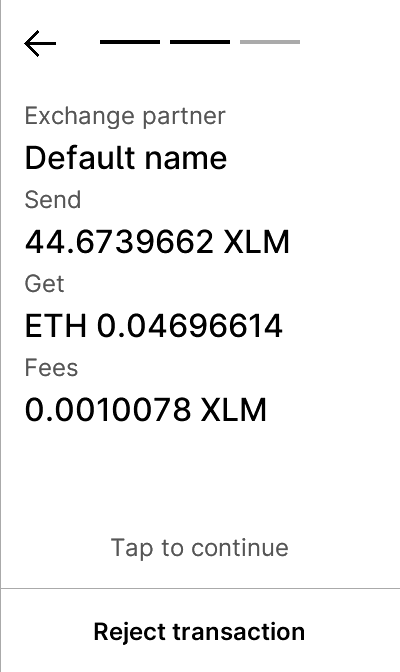 Exchange partner
Default name
Send
44.6739662 XLM
Get
ETH 0.04696614
Fees
0.0010078 XLM
Tap to continue
Reject transaction